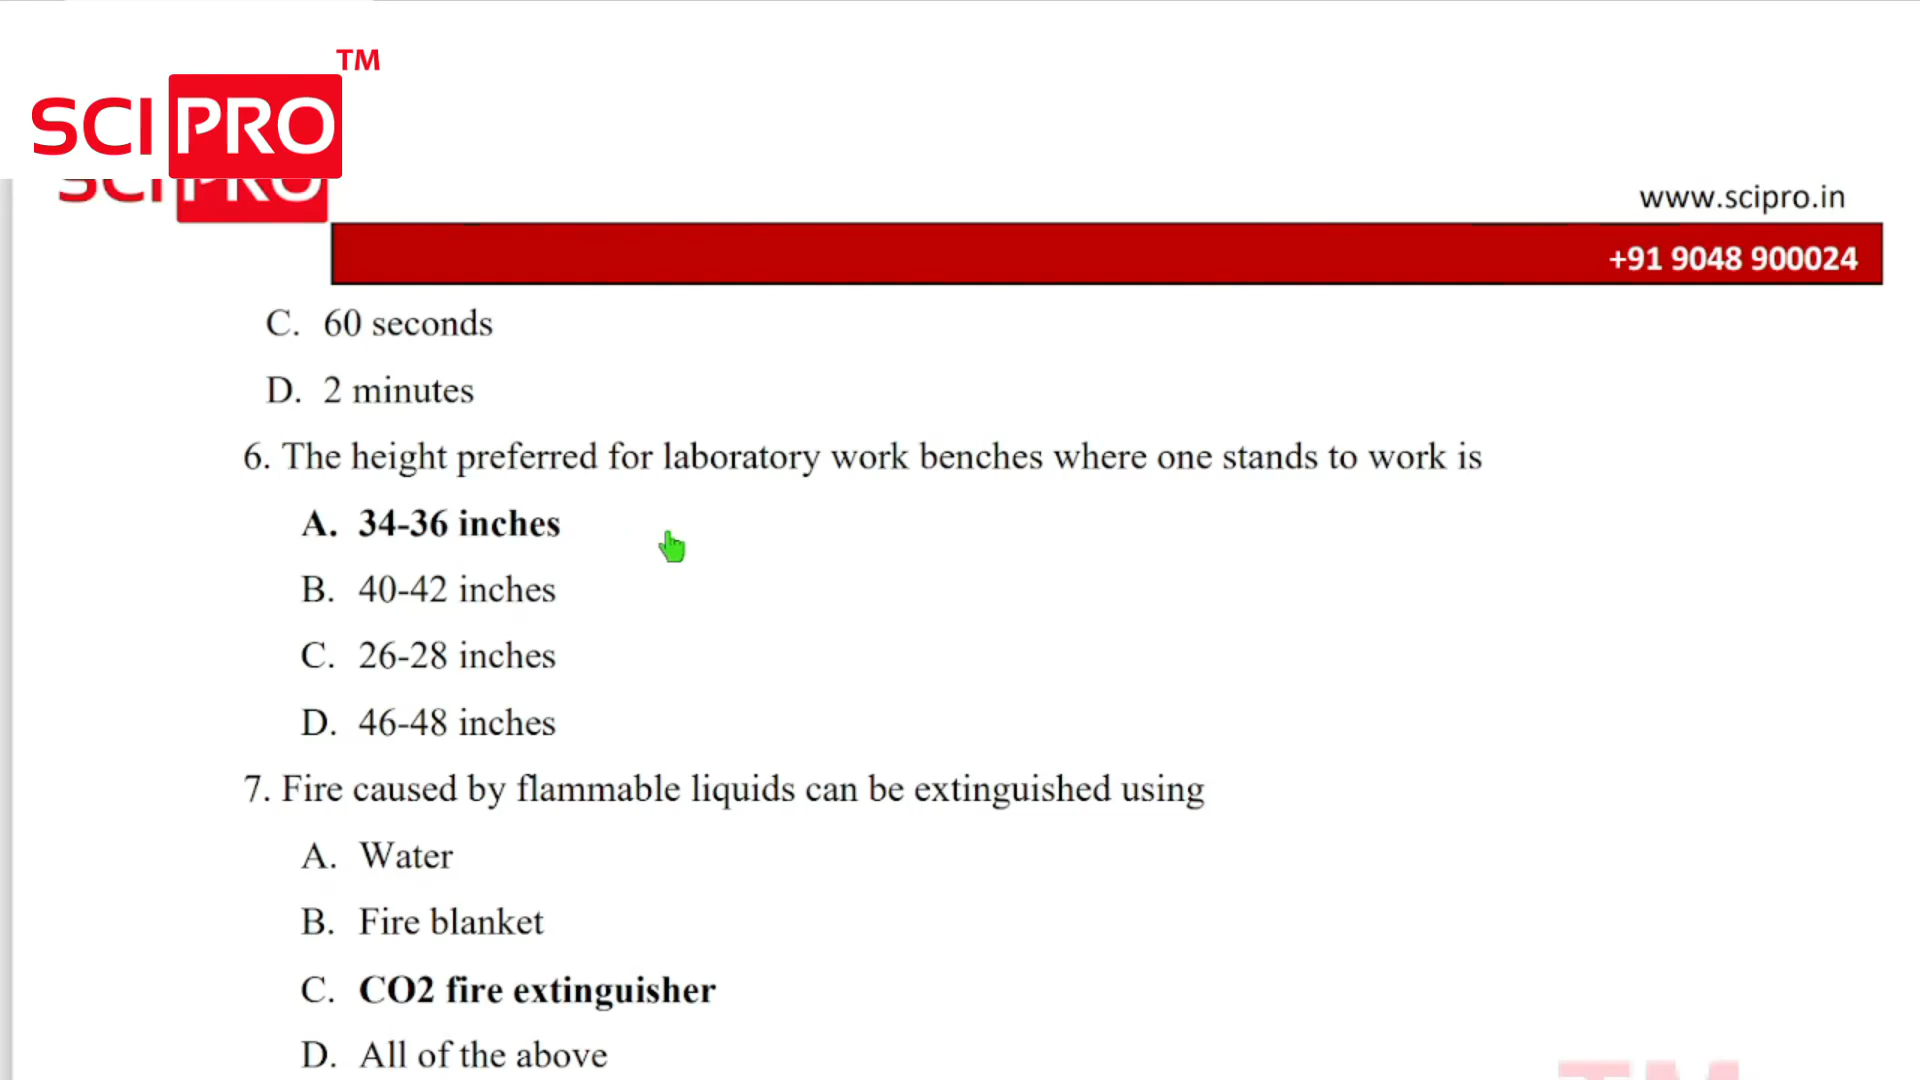 TM
SCI PRO
SCI PRO
www.scipro.in
+91 9048 900024
C. 60 seconds
D. 2 minutes
6. The height preferred for laboratory work benches where one stands to work is
A. 34-36 inches
B. 40-42 inches
C. 26-28 inches
D. 46-48 inches
7. Fire caused by flammable liquids can be extinguished using
A. Water
B. Fire blanket
C. CO2 fire extinguisher
D. All of the above
TM